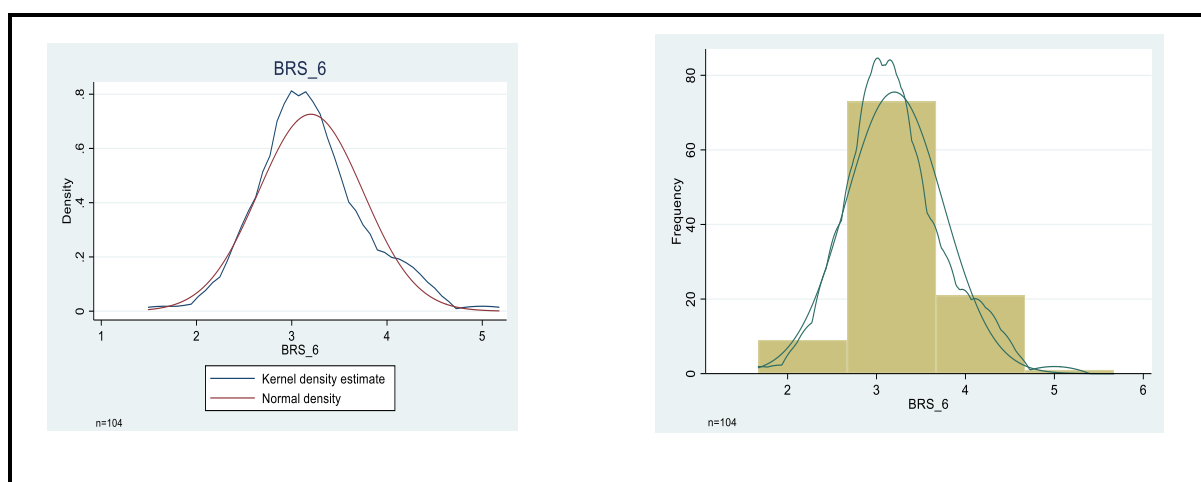 BRS_6
Density
.8
.6
.4
.2
0
1 2 3 4 5
BRS_6
Kernel density estimate
Normal density
n=104
Frequency
80
60
40
20
0
2 3 4 5 6
BRS_6
n=104